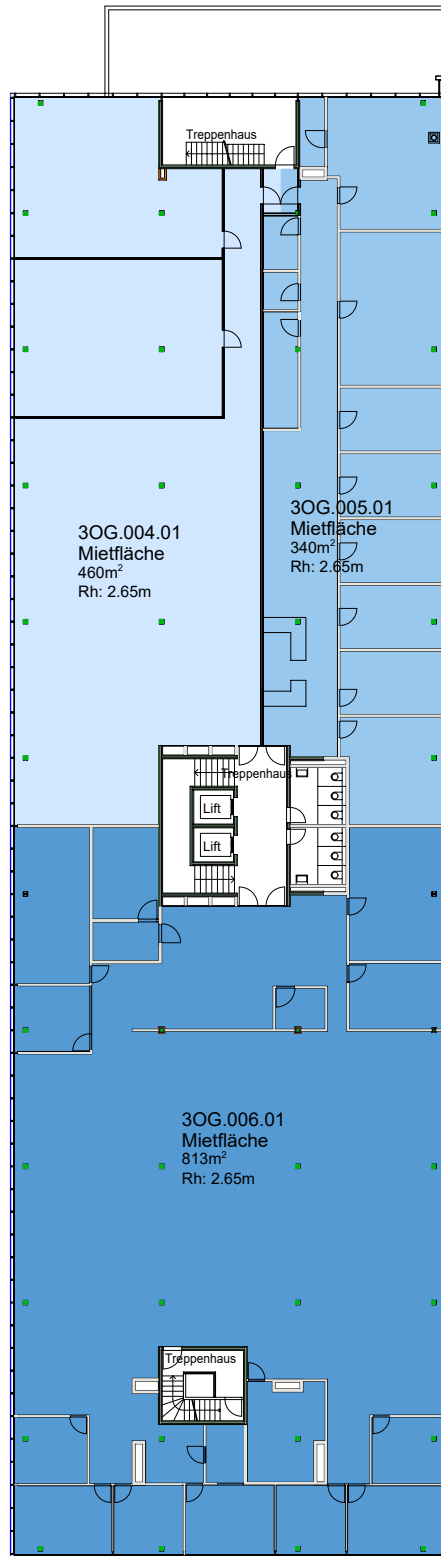 Treppenhaus
3OG.004.01
Mietfläche
460m²
Rh: 2.65m
3OG.005.01
Mietfläche
340m²
Rh: 2.65m
Treppenhaus
Lift
Lift
3OG.006.01
Mietfläche
813m²
Rh: 2.65m
Treppenhaus